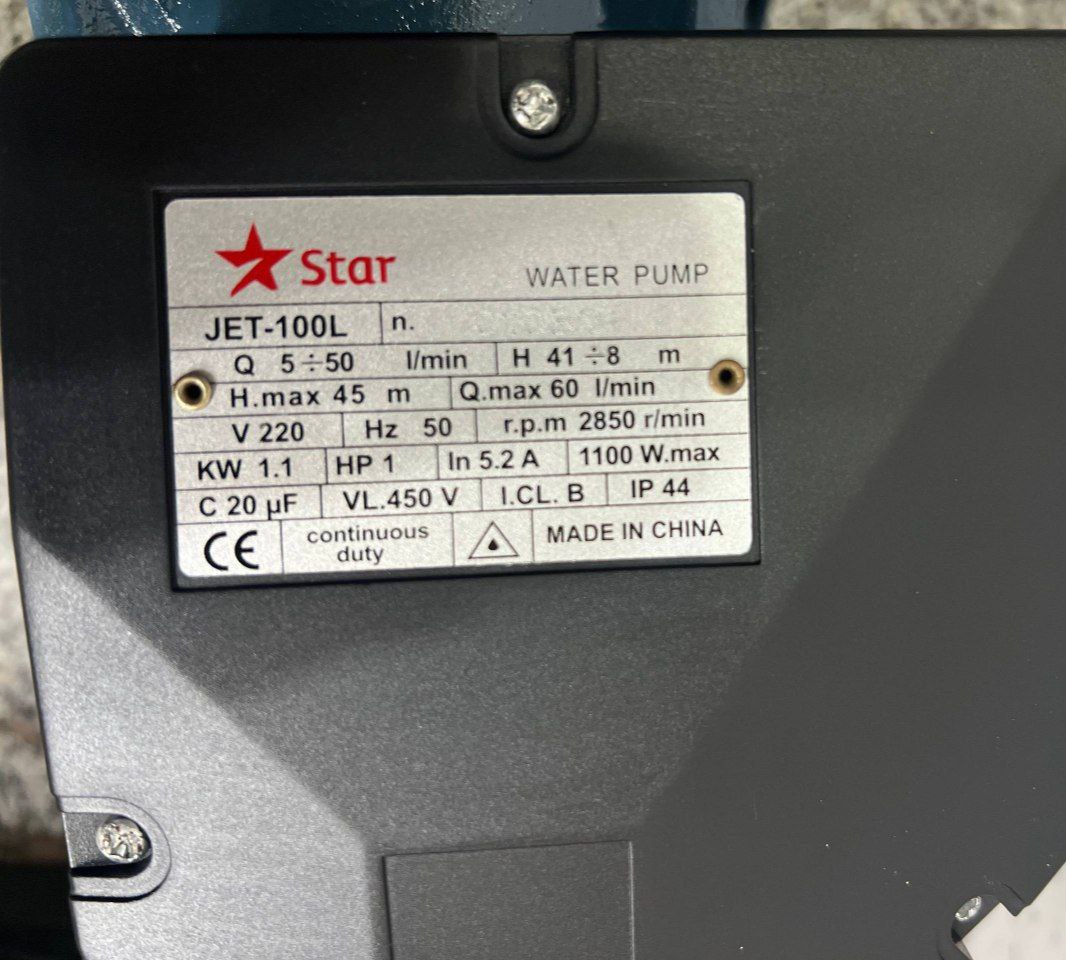 Star WATER PUMP
JET-100L n.
Q 5÷50 l/min H 41÷8 m
H.max 45 m Q.max 60 l/min
V 220 Hz 50 r.p.m 2850 r/min
KW 1.1 HP 1 In 5.2 A 1100 W.max
C 20 µF VL.450 V I.CL. B IP 44
CE continuous duty MADE IN CHINA